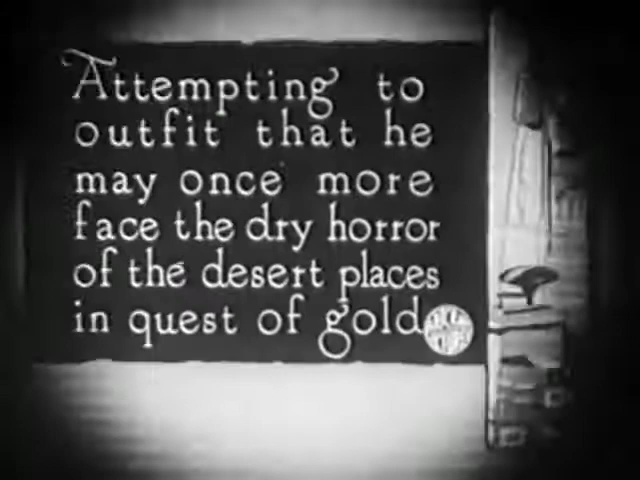 Attempting to
outfit that he
may once more
face the dry horror
of the desert places
in quest of gold